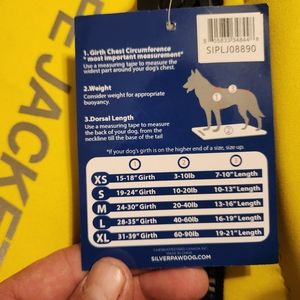 SIPLJ08890
1. Girth Chest Circumference
" most important measurement"
Use a measuring tape to measure the
widest part around your dog's chest.
2.Weight
Consider weight for appropriate
buoyancy.
3.Dorsal Length
Use a measuring tape to measure
the back of your dog, from the
neckline till the base of the tail
1
2
3
*If your dog's girth is on the higher end of a size, size up.
XS 15-18" Girth 3-10lb 7-10" Length
S 19-24" Girth 10-20lb 10-13" Length
M 24-30" Girth 20-40lb 13-16" Length
L 28-35" Girth 40-60lb 16-19" Length
XL 31-39" Girth 60-90lb 19-21" Length
SILVERPAWDOG.COM
JACKET